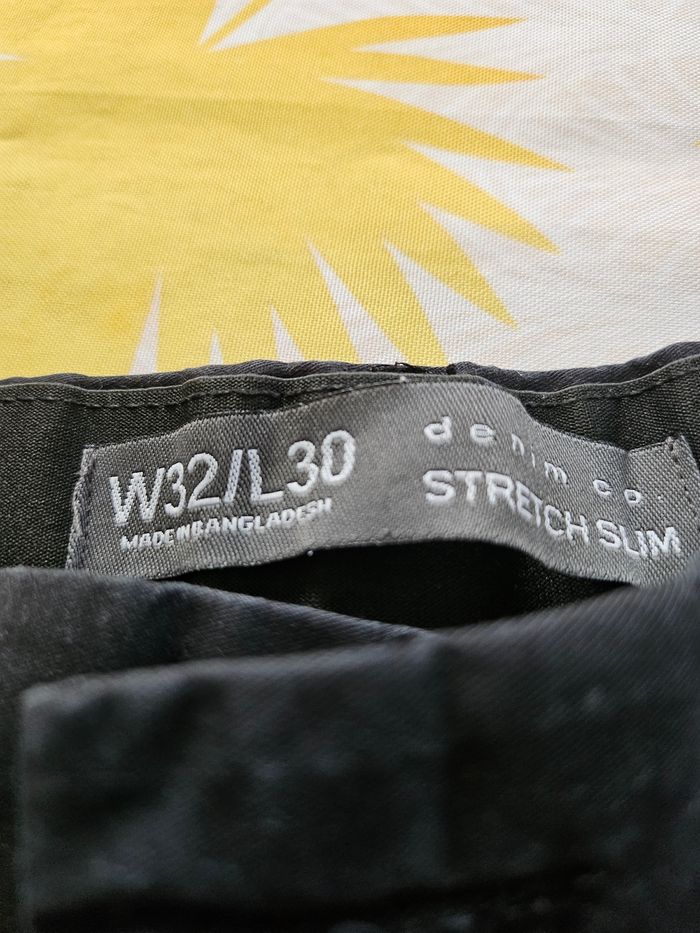 W32/L30
MADE IN BANGLADESH
denim co
STRETCH SLIM